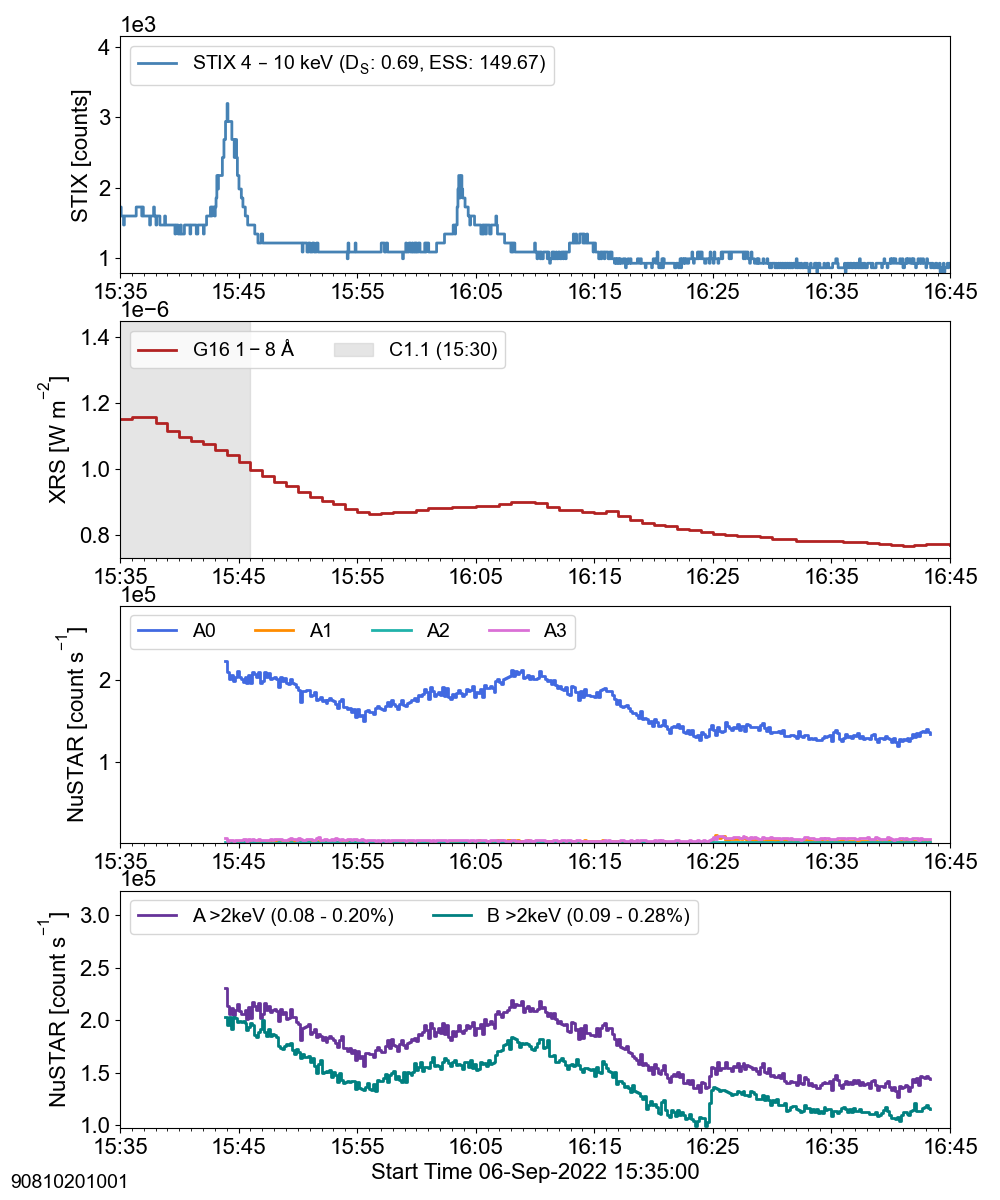 1e3
4
STIX 4 – 10 keV (D_S: 0.69, ESS: 149.67)
3
STIX [counts]
2
1
15:35 15:45 15:55 16:05 16:15 16:25 16:35 16:45
1e−6
1.4
G16 1 – 8 Å C1.1 (15:30)
1.2
XRS [W m⁻²]
1.0
0.8
15:35 15:45 15:55 16:05 16:15 16:25 16:35 16:45
1e5
A0 A1 A2 A3
2
NuSTAR [count s⁻¹]
1
15:35 15:45 15:55 16:05 16:15 16:25 16:35 16:45
1e5
3.0
A >2keV (0.08 - 0.20%) B >2keV (0.09 - 0.28%)
2.5
NuSTAR [count s⁻¹]
2.0
1.5
1.0
15:35 15:45 15:55 16:05 16:15 16:25 16:35 16:45
Start Time 06-Sep-2022 15:35:00
90810201001